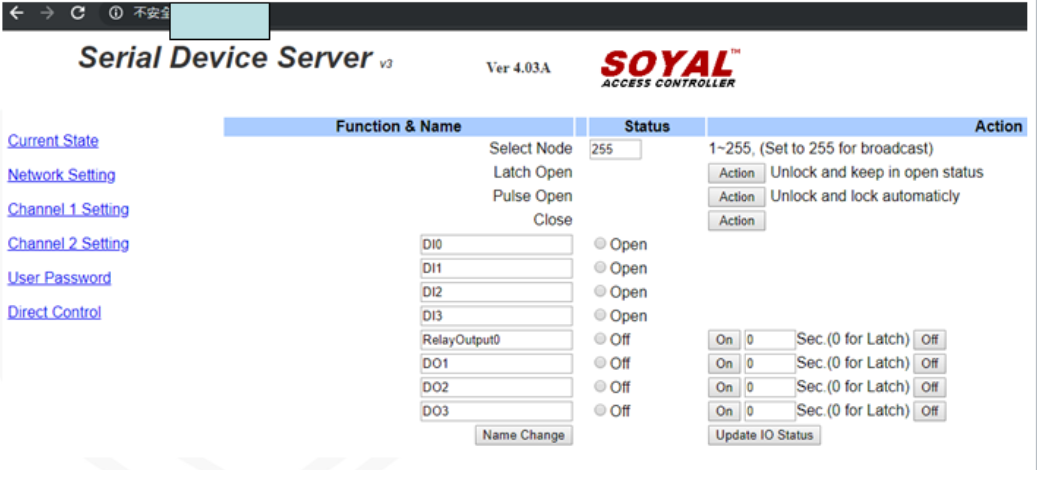 不安全
Serial Device Server v3
Ver 4.03A
SOYAL™
ACCESS CONTROLLER
Function & Name Status Action
Current State
Network Setting
Channel 1 Setting
Channel 2 Setting
User Password
Direct Control
Select Node 255 1~255, (Set to 255 for broadcast)
Latch Open Action Unlock and keep in open status
Pulse Open Action Unlock and lock automaticly
Close Action
DI0 Open
DI1 Open
DI2 Open
DI3 Open
RelayOutput0 Off On 0 Sec.(0 for Latch) Off
DO1 Off On 0 Sec.(0 for Latch) Off
DO2 Off On 0 Sec.(0 for Latch) Off
DO3 Off On 0 Sec.(0 for Latch) Off
Name Change Update IO Status